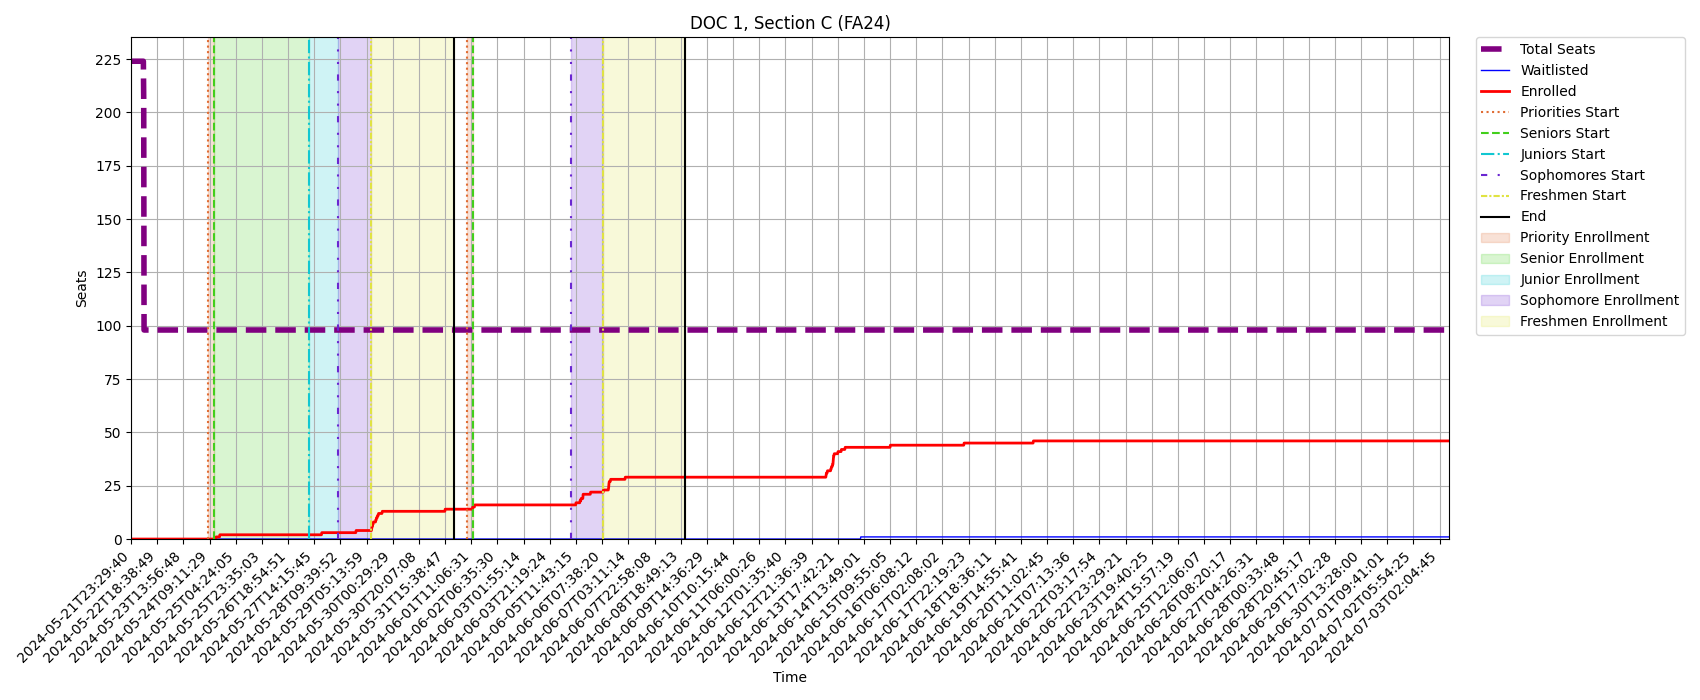 DOC 1, Section C (FA24)
Seats
225
200
175
150
125
100
75
50
25
0
2024-05-21T23:29:40
2024-05-22T18:38:49
2024-05-23T13:56:48
2024-05-24T09:11:29
2024-05-25T04:24:05
2024-05-25T23:35:03
2024-05-26T18:54:51
2024-05-27T14:15:45
2024-05-28T09:39:52
2024-05-29T05:13:59
2024-05-30T00:29:29
2024-05-30T20:07:08
2024-05-31T15:38:47
2024-06-01T11:06:31
2024-06-02T06:35:30
2024-06-03T01:55:14
2024-06-03T21:19:24
2024-06-05T11:43:15
2024-06-06T07:38:20
2024-06-07T03:11:14
2024-06-07T22:58:08
2024-06-08T18:49:13
2024-06-09T14:36:29
2024-06-10T10:15:44
2024-06-11T06:00:26
2024-06-12T01:35:40
2024-06-12T21:36:39
2024-06-13T17:42:21
2024-06-14T13:49:01
2024-06-15T09:55:05
2024-06-16T06:08:12
2024-06-17T02:08:02
2024-06-17T22:19:23
2024-06-18T18:36:11
2024-06-19T14:55:41
2024-06-20T11:02:45
2024-06-21T07:13:36
2024-06-22T03:17:54
2024-06-22T23:29:21
2024-06-23T19:40:25
2024-06-24T15:57:19
2024-06-25T12:06:07
2024-06-26T08:20:17
2024-06-27T04:26:31
2024-06-28T00:33:48
2024-06-28T20:45:17
2024-06-29T17:02:28
2024-06-30T13:28:00
2024-07-01T09:41:01
2024-07-02T05:54:25
2024-07-03T02:04:45
Time
Total Seats
Waitlisted
Enrolled
Priorities Start
Seniors Start
Juniors Start
Sophomores Start
Freshmen Start
End
Priority Enrollment
Senior Enrollment
Junior Enrollment
Sophomore Enrollment
Freshmen Enrollment